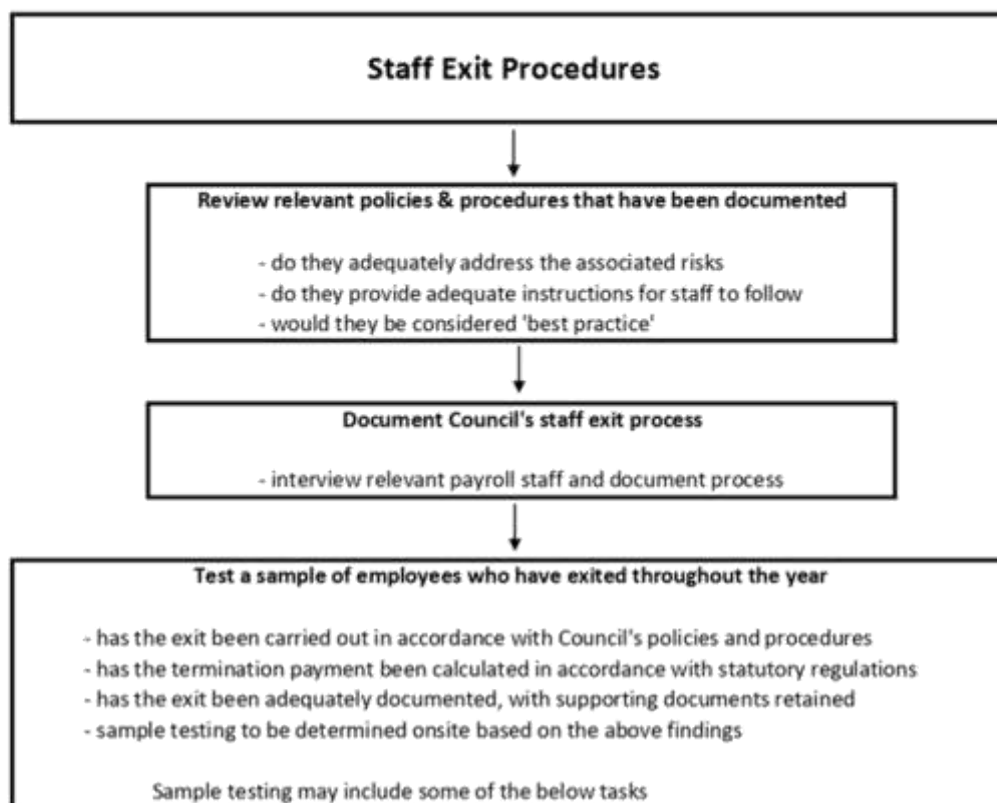 Staff Exit Procedures
Review relevant policies & procedures that have been documented
- do they adequately address the associated risks
- do they provide adequate instructions for staff to follow
- would they be considered 'best practice'
Document Council's staff exit process
- interview relevant payroll staff and document process
Test a sample of employees who have exited throughout the year
- has the exit been carried out in accordance with Council's policies and procedures
- has the termination payment been calculated in accordance with statutory regulations
- has the exit been adequately documented, with supporting documents retained
- sample testing to be determined onsite based on the above findings
Sample testing may include some of the below tasks